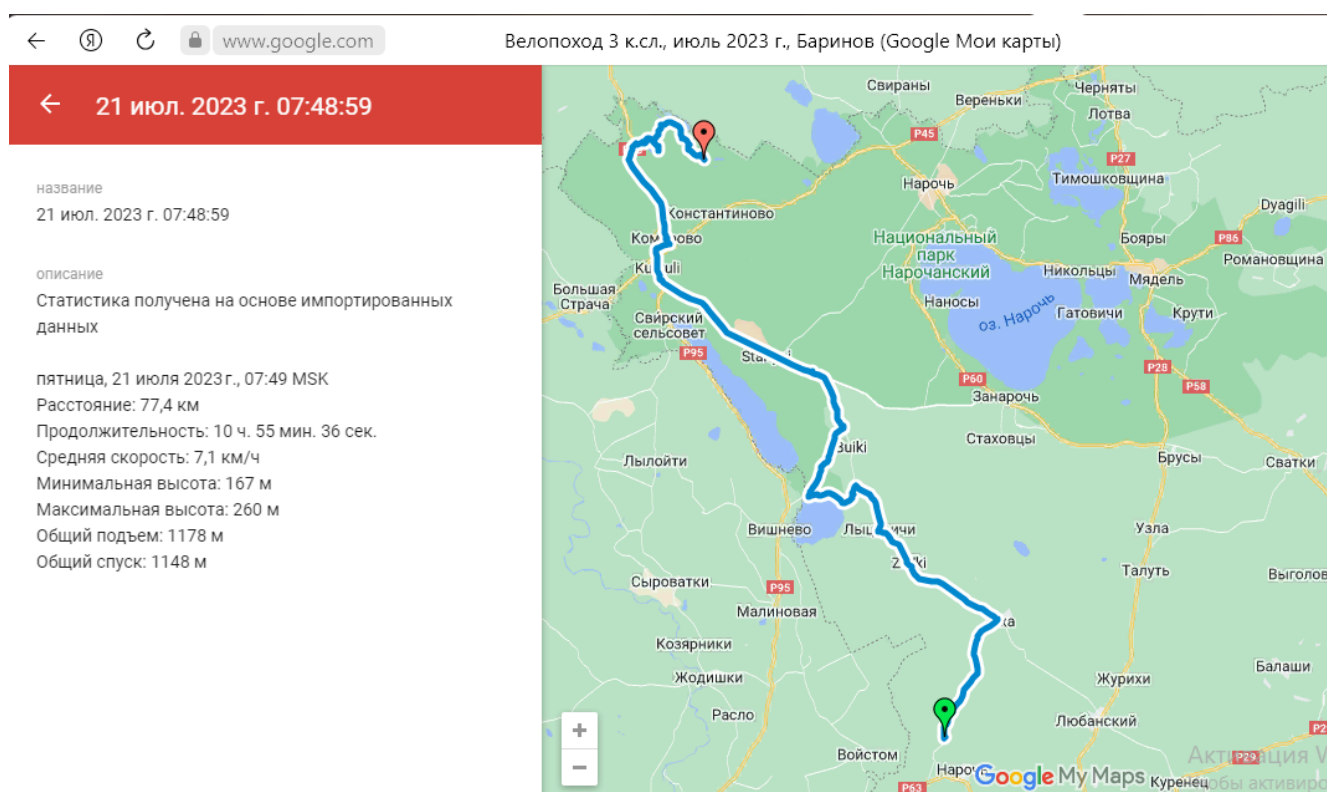 www.google.com
Велопоход 3 к.сл., июль 2023 г., Баринов (Google Мои карты)
21 июл. 2023 г. 07:48:59
название
21 июл. 2023 г. 07:48:59
описание
Статистика получена на основе импортированных
данных
пятница, 21 июля 2023 г., 07:49 MSK
Расстояние: 77,4 км
Продолжительность: 10 ч. 55 мин. 36 сек.
Средняя скорость: 7,1 км/ч
Минимальная высота: 167 м
Максимальная высота: 260 м
Общий подъем: 1178 м
Общий спуск: 1148 м
Свираны
Черняты
Вереньки
Лотва
P45
P27
Нарочь
Тимошковщина
Dyagili
Константиново
Национальный
парк
Нарочанский
Бояры
P86
Романовщина
Никольцы
Мядель
Большая
Страча
Наносы
оз. Нарочь
Гатовичи
Крути
Свирский
сельсовет
P95
P28
P60
P58
Занарочь
Стаховцы
Брусы
Сватки
Лылойти
Вишнево
Узла
Талуть
Выголов
Сыроватки
P95
Малиновая
Козярники
Балаши
Жодишки
Журихи
Расло
Любанский
Войстом
P29
P63
Google My Maps
Куренец